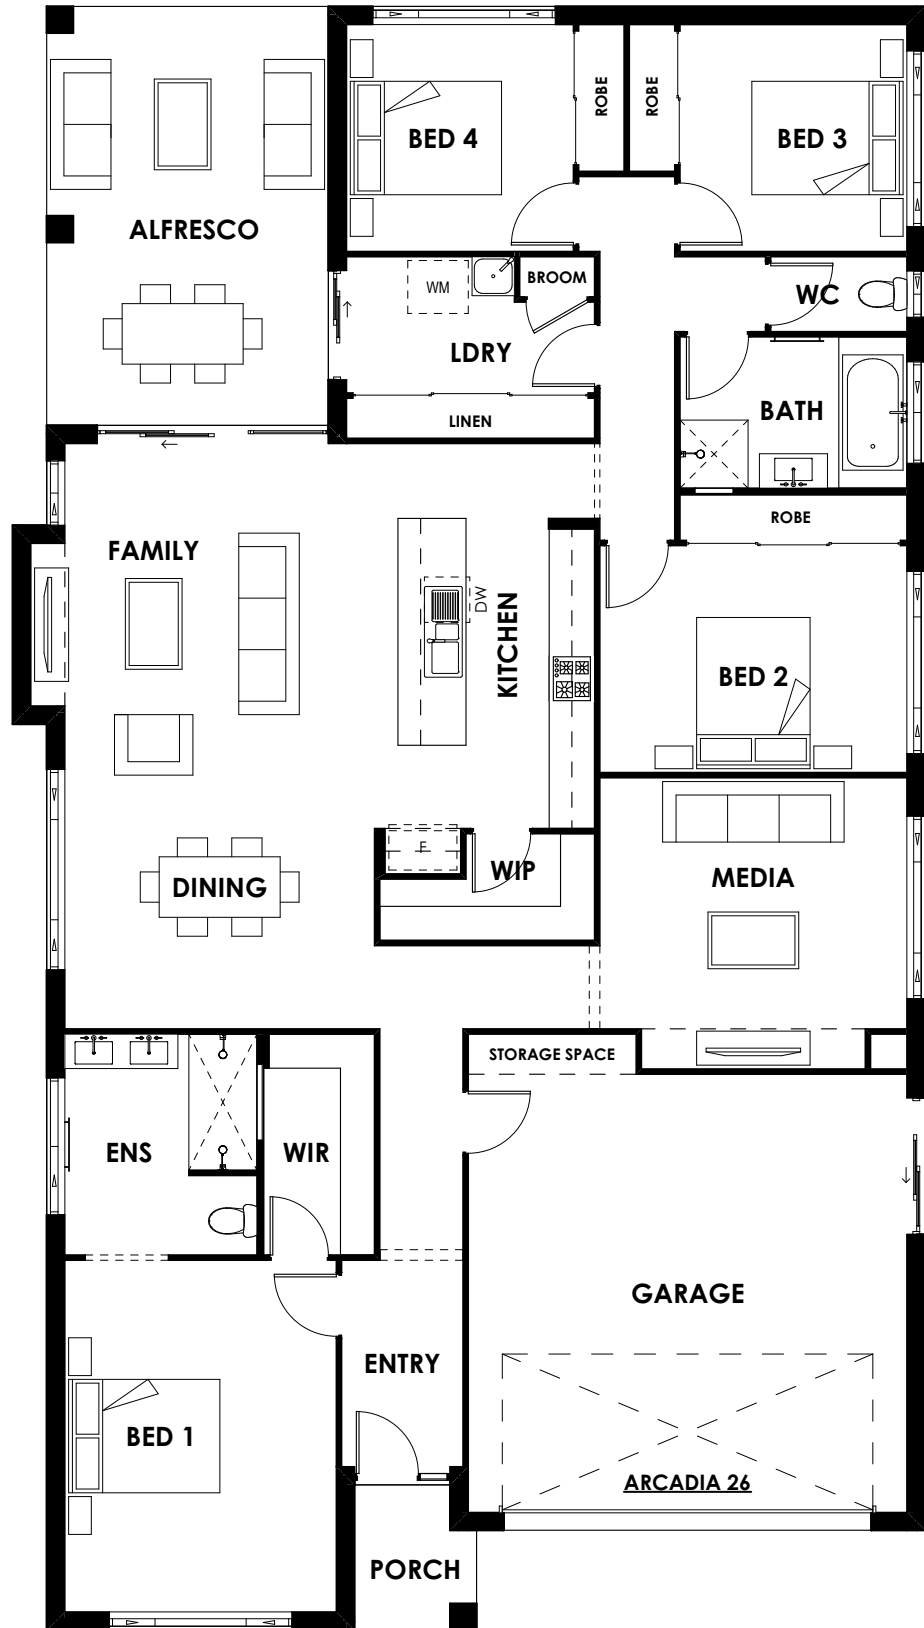 BED 4
ROBE
ROBE
BED 3
ALFRESCO
WM
BROOM
WC
LDRY
LINEN
BATH
ROBE
FAMILY
DW
KITCHEN
BED 2
F
WIP
DINING
MEDIA
STORAGE SPACE
ENS
WIR
GARAGE
ENTRY
BED 1
ARCADIA 26
PORCH